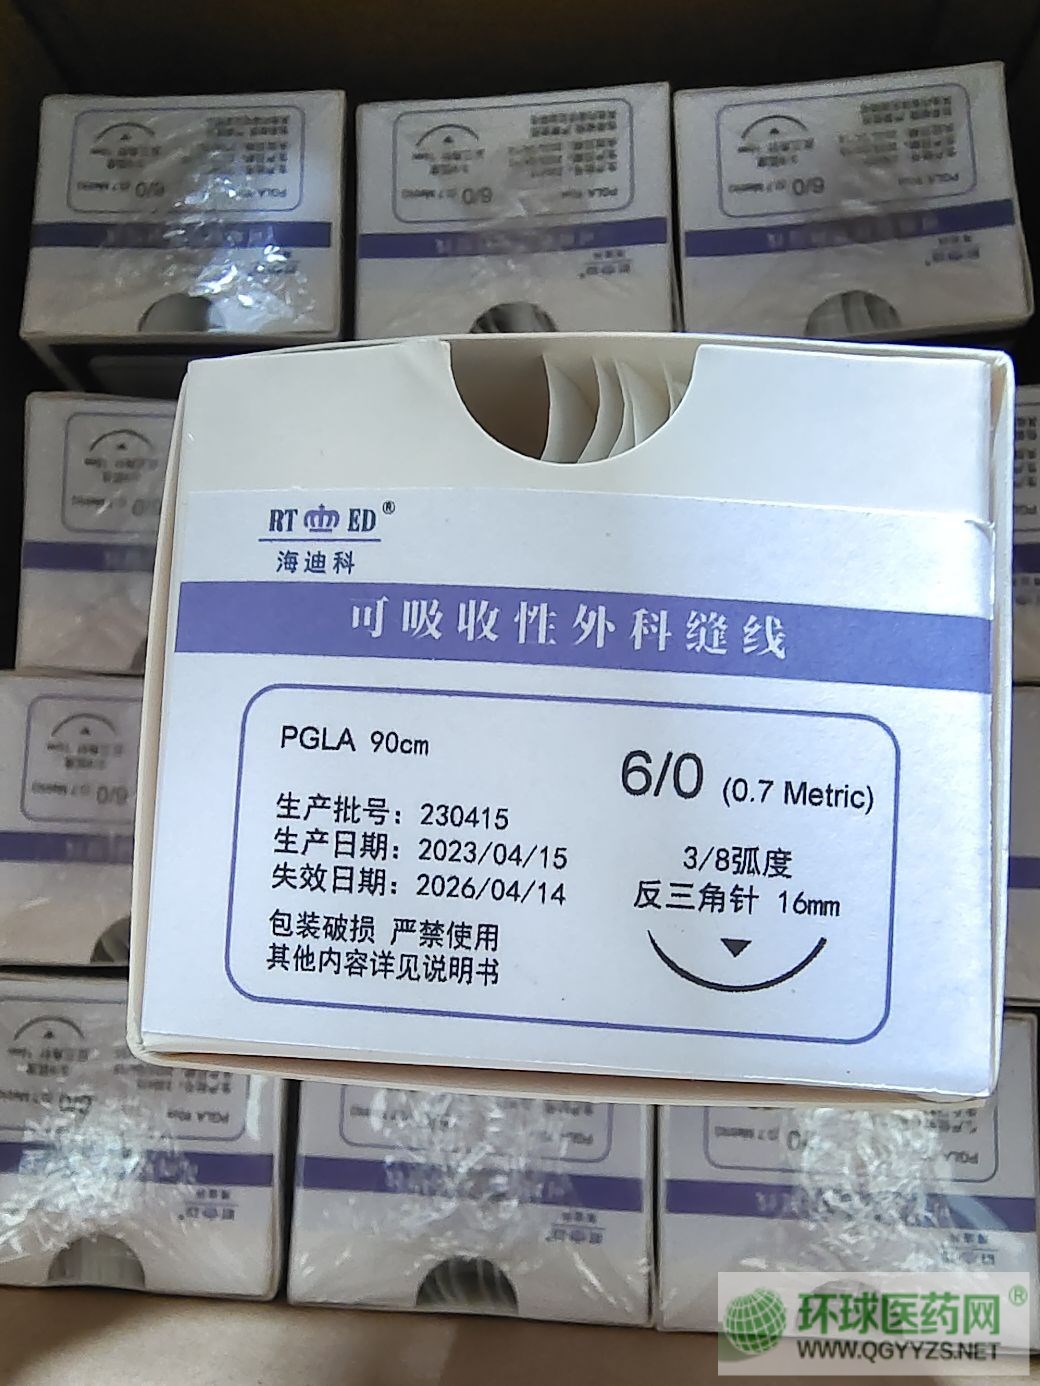 RT ED®
海迪科
可吸收性外科缝线
PGLA 90cm
6/0 (0.7 Metric)
生产批号：230415
生产日期：2023/04/15
失效日期：2026/04/14
包装破损 严禁使用
其他内容详见说明书
3/8弧度
反三角针 16mm
环球医药网®
WWW.QGYYZS.NET